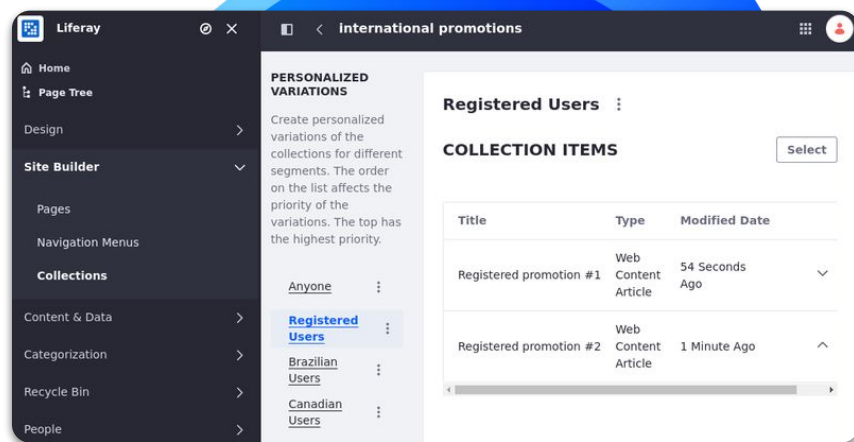 Liferay
Home
Page Tree
Design
Site Builder
Pages
Navigation Menus
Collections
Content & Data
Categorization
Recycle Bin
People
international promotions
PERSONALIZED
VARIATIONS
Create personalized
variations of the
collections for different
segments. The order
on the list affects the
priority of the
variations. The top has
the highest priority.
Anyone
Registered
Users
Brazilian
Users
Canadian
Users
Registered Users
COLLECTION ITEMS
Select
Title Type Modified Date
Registered promotion #1 Web Content Article 54 Seconds Ago
Registered promotion #2 Web Content Article 1 Minute Ago